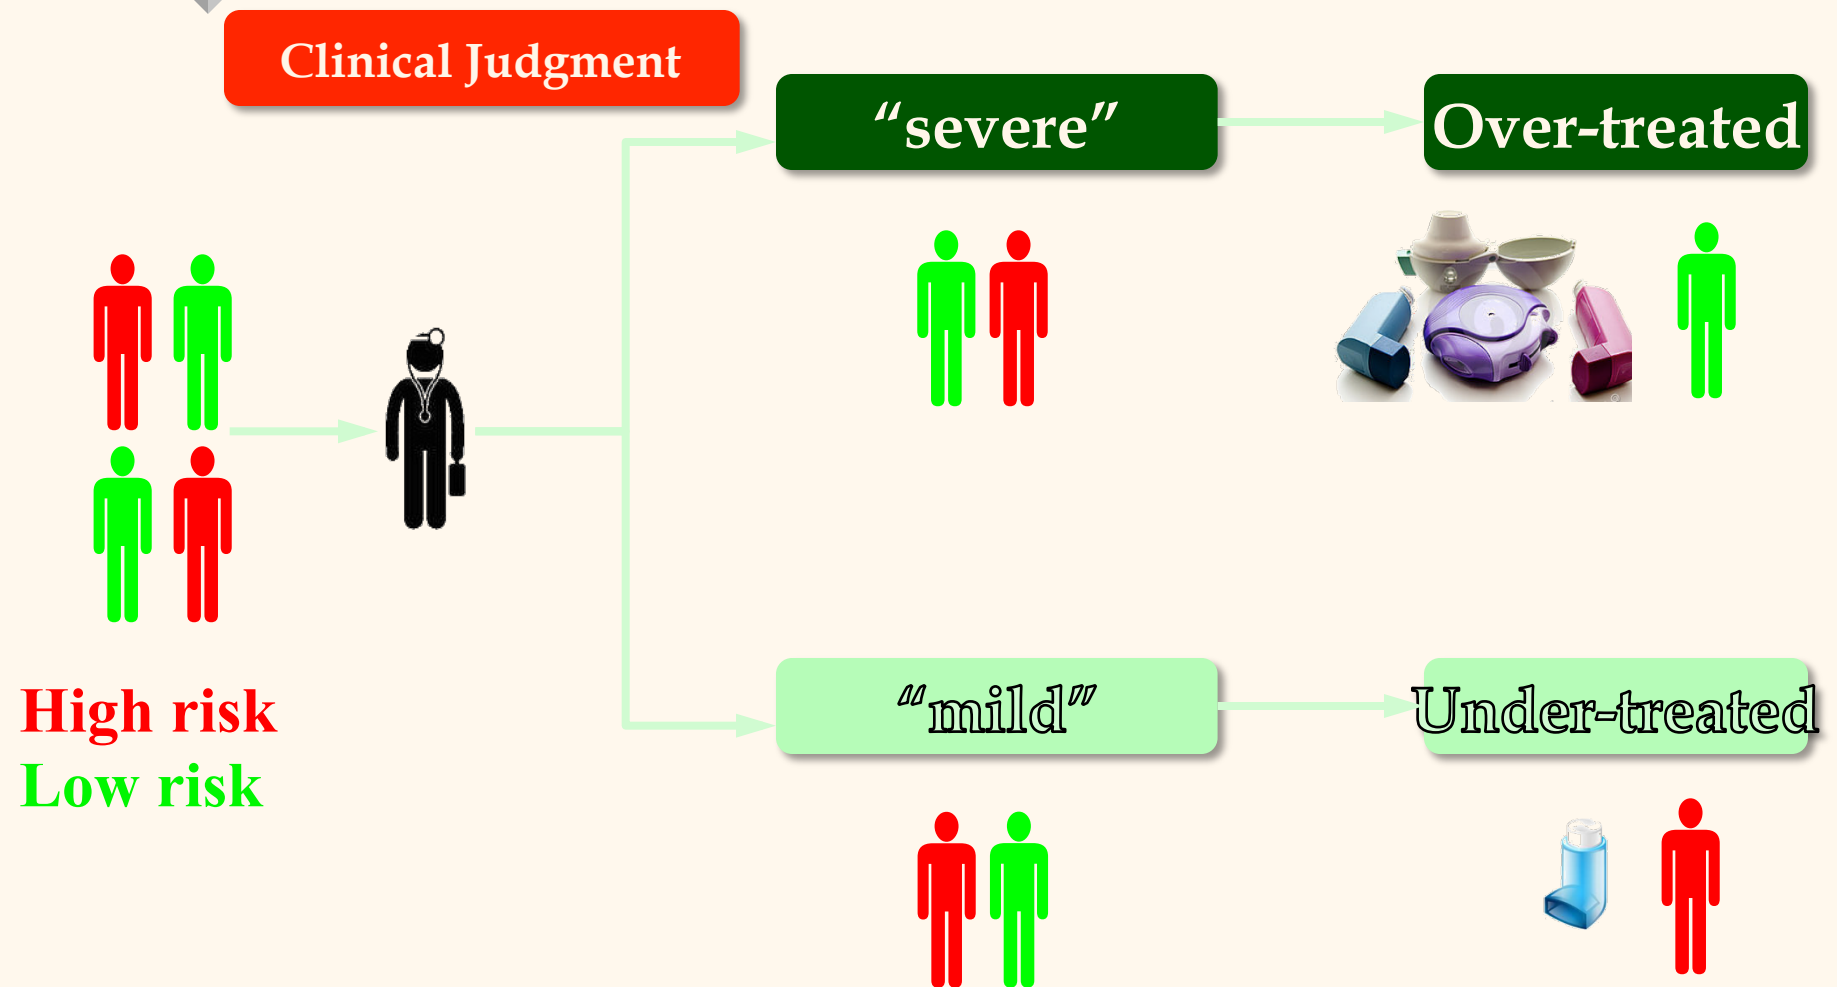 Clinical Judgment
“severe”
Over-treated
“mild”
Under-treated
High risk
Low risk